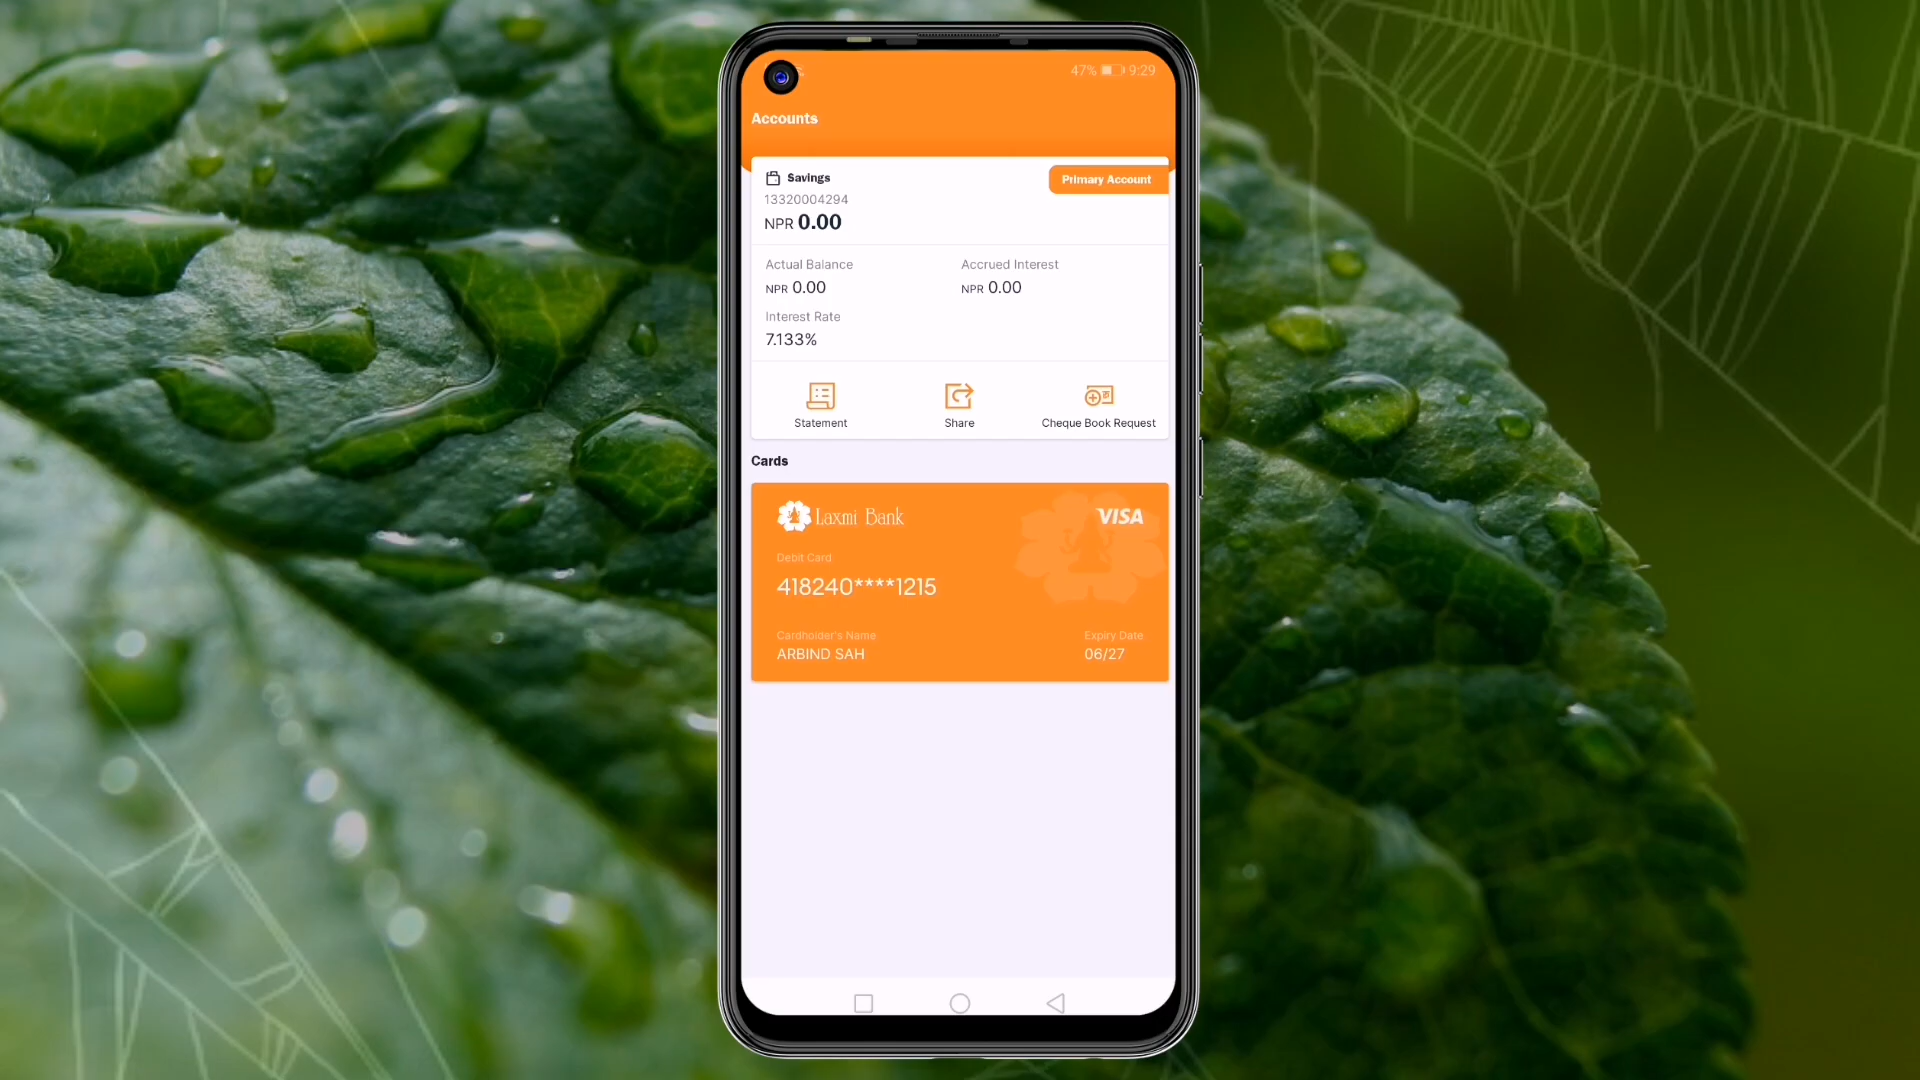 47% 9:29
Accounts
Savings
Primary Account
13320004294
NPR 0.00
Actual Balance
Accrued Interest
NPR 0.00
NPR 0.00
Interest Rate
7.133%
Statement
Share
Cheque Book Request
Cards
Laxmi Bank
VISA
Debit Card
418240****1215
Cardholder's Name
Expiry Date
ARBIND SAH
06/27